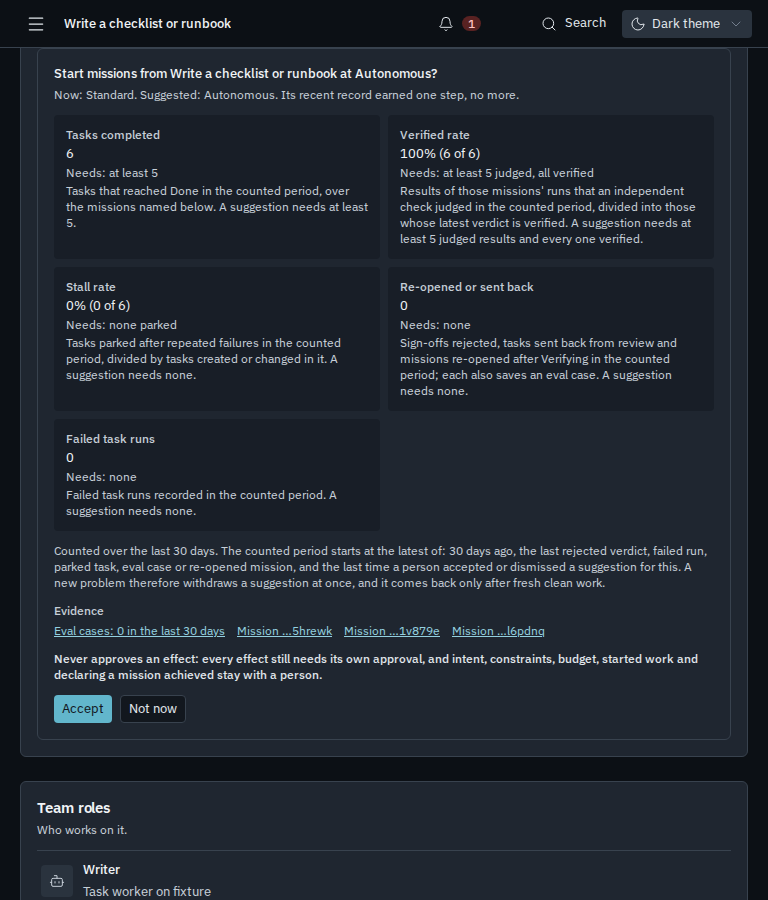 Write a checklist or runbook
1
Search
Dark theme
Start missions from Write a checklist or runbook at Autonomous?
Now: Standard. Suggested: Autonomous. Its recent record earned one step, no more.
Tasks completed
6
Needs: at least 5
Tasks that reached Done in the counted period, over
the missions named below. A suggestion needs at least
5.
Verified rate
100% (6 of 6)
Needs: at least 5 judged, all verified
Results of those missions' runs that an independent
check judged in the counted period, divided into those
whose latest verdict is verified. A suggestion needs at
least 5 judged results and every one verified.
Stall rate
0% (0 of 6)
Needs: none parked
Tasks parked after repeated failures in the counted
period, divided by tasks created or changed in it. A
suggestion needs none.
Re-opened or sent back
0
Needs: none
Sign-offs rejected, tasks sent back from review and
missions re-opened after Verifying in the counted
period; each also saves an eval case. A suggestion
needs none.
Failed task runs
0
Needs: none
Failed task runs recorded in the counted period. A
suggestion needs none.
Counted over the last 30 days. The counted period starts at the latest of: 30 days ago, the last rejected verdict, failed run,
parked task, eval case or re-opened mission, and the last time a person accepted or dismissed a suggestion for this. A
new problem therefore withdraws a suggestion at once, and it comes back only after fresh clean work.
Evidence
Eval cases: 0 in the last 30 days Mission …5hrewk Mission …1v879e Mission …l6pdnq
Never approves an effect: every effect still needs its own approval, and intent, constraints, budget, started work and
declaring a mission achieved stay with a person.
Accept
Not now
Team roles
Who works on it.
Writer
Task worker on fixture